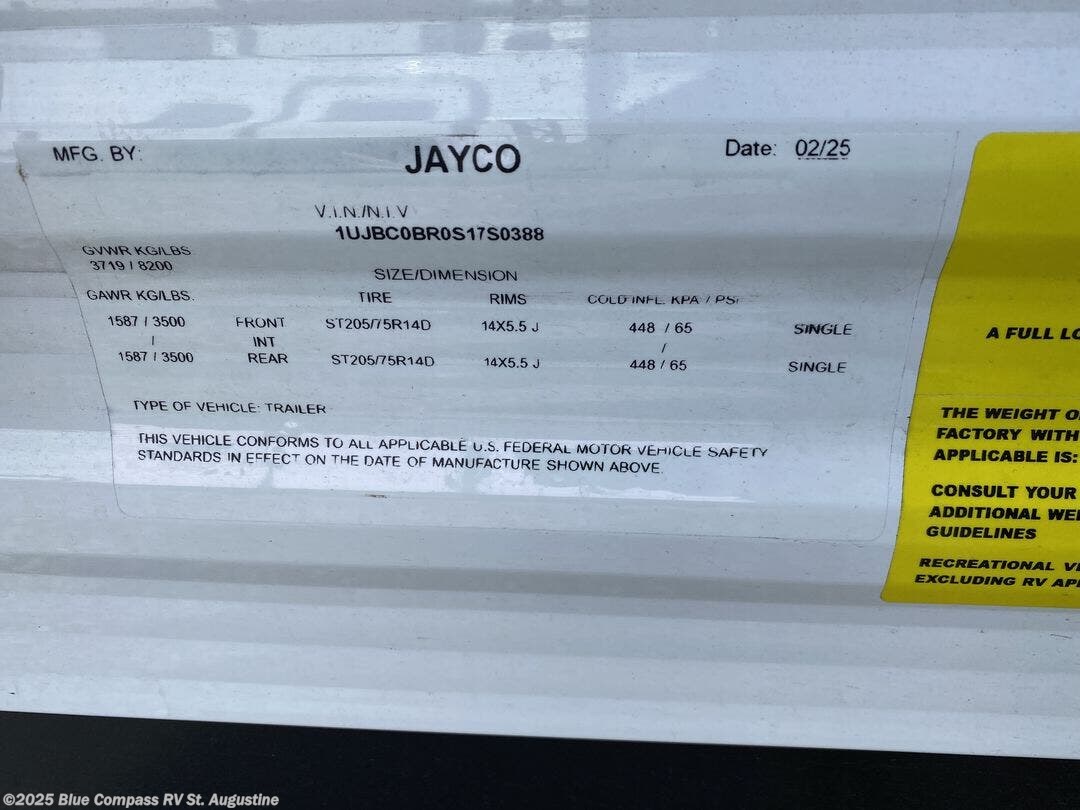 MFG. BY: JAYCO Date: 02/25
V.I.N./N.I.V
1UJBC0BR0S17S0388
GVWR KG/LBS
3719 / 8200
SIZE/DIMENSION
GAWR KG/LBS. TIRE RIMS COLD INFL. KPA / PSI
1587 / 3500 FRONT ST205/75R14D 14X5.5 J 448 / 65 SINGLE
/ INT /
1587 / 3500 REAR ST205/75R14D 14X5.5 J 448 / 65 SINGLE
TYPE OF VEHICLE: TRAILER
THIS VEHICLE CONFORMS TO ALL APPLICABLE U.S. FEDERAL MOTOR VEHICLE SAFETY
STANDARDS IN EFFECT ON THE DATE OF MANUFACTURE SHOWN ABOVE.
A FULL
THE WEIGHT
FACTORY WITH
APPLICABLE IS:
CONSULT YOUR
ADDITIONAL
GUIDELINES
RECREATIONAL
EXCLUDING RV
©2025 Blue Compass RV St. Augustine